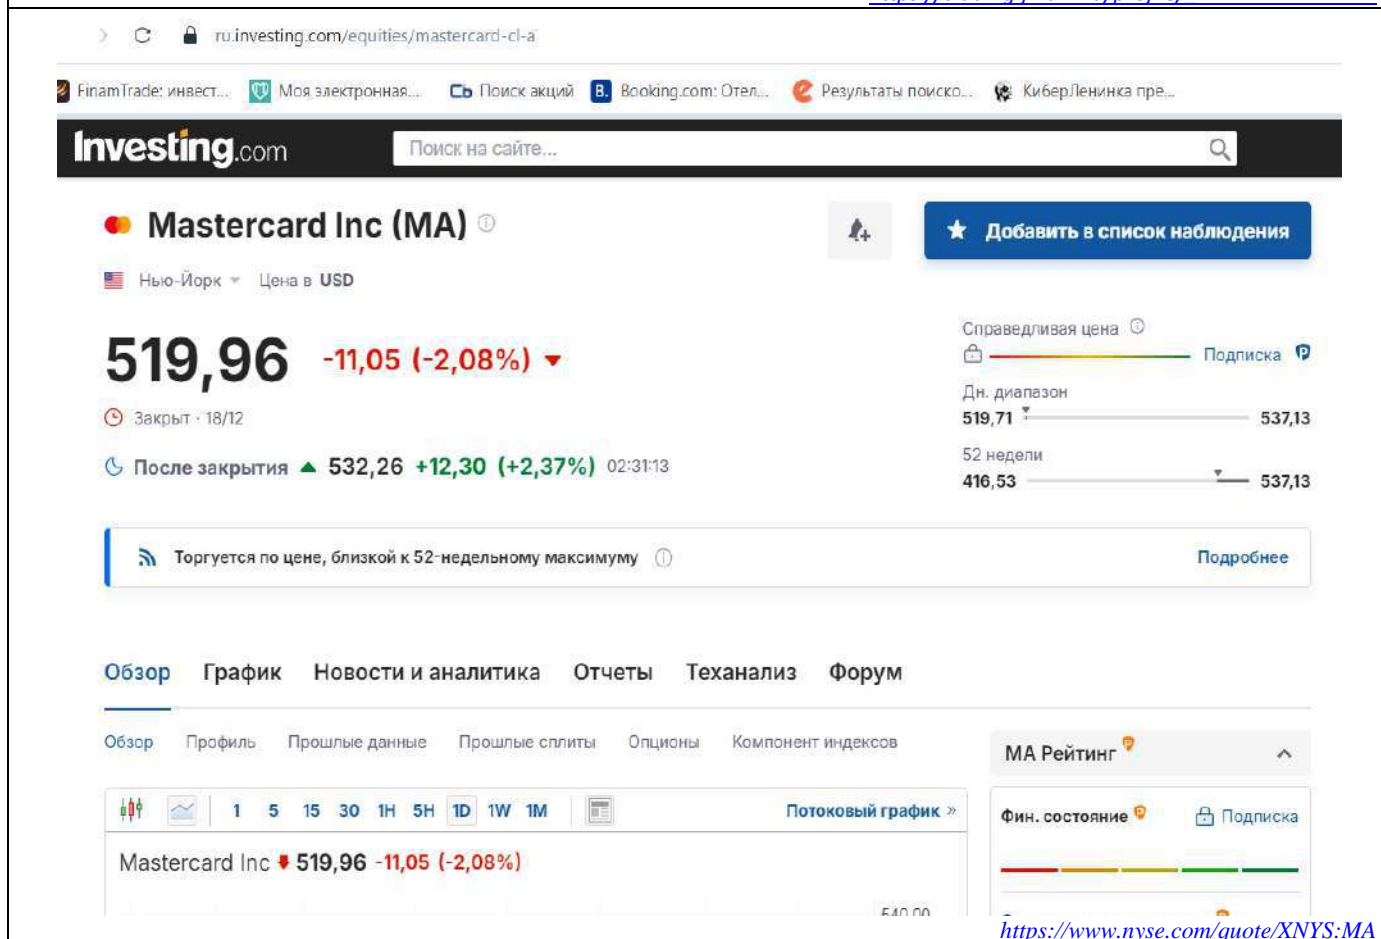 ru.investing.com/equities/mastercard-cl-a
FinamTrade: инвест... Моя электронная... Сb Поиск акций B. Booking.com: Отел... Результаты поиско... КиберЛенинка пре...
Investing.com Поиск на сайте...
Mastercard Inc (MA) Добавить в список наблюдения
Нью-Йорк Цена в USD
519,96 -11,05 (-2,08%)
Справедливая цена
Подписка
Закрыт · 18/12
Дн. диапазон
519,71 537,13
После закрытия 532,26 +12,30 (+2,37%) 02:31:13
52 недели
416,53 537,13
Торгуется по цене, близкой к 52-недельному максимуму Подробнее
Обзор График Новости и аналитика Отчеты Теханализ Форум
Обзор Профиль Прошлые данные Прошлые сплиты Опционы Компонент индексов
MA Рейтинг
1 5 15 30 1H 5H 1D 1W 1M Потоковый график »
Фин. состояние Подписка
Mastercard Inc 519,96 -11,05 (-2,08%)
540,00
https://www.nyse.com/quote/XNYS:MA